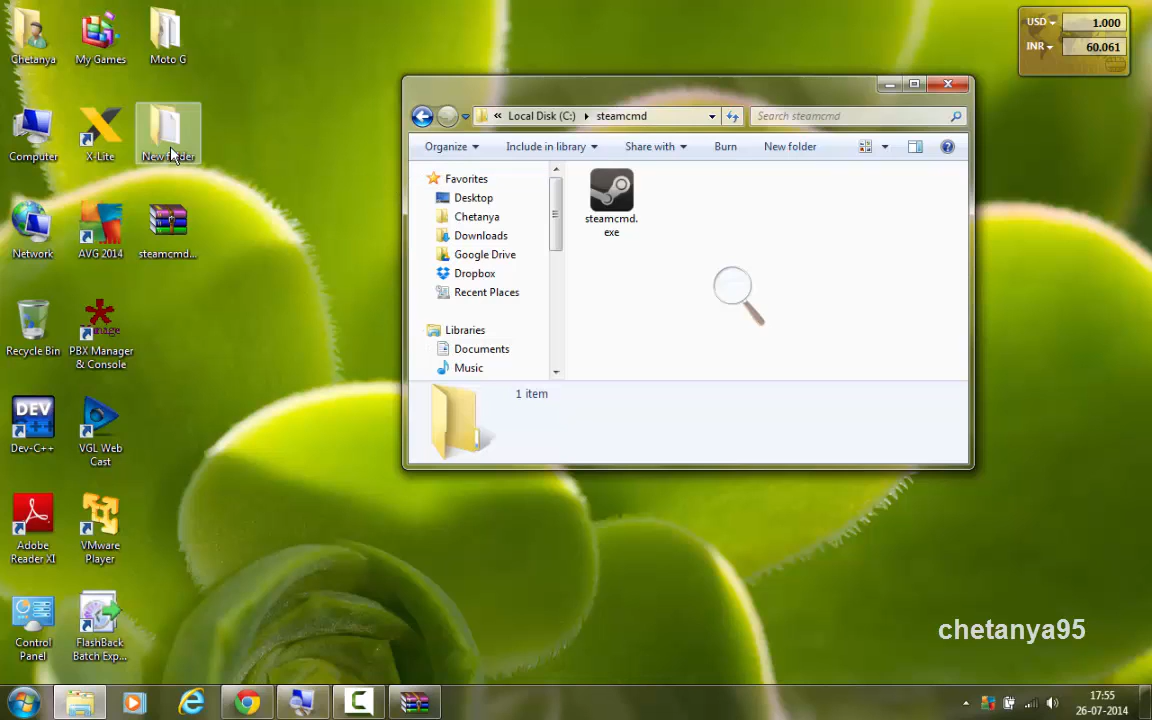 Chetanya
My Games
Moto G
Computer
X-Lite
New folder
Network
AVG 2014
steamcmd...
Recycle Bin
PBX Manager
& Console
Dev-C++
VGL Web
Cast
Adobe
Reader XI
VMware
Player
Control
Panel
FlashBack
Batch Exp...
USD
1.000
INR
60.061
« Local Disk (C:) steamcmd
Search steamcmd
Organize
Include in library
Share with
Burn
New folder
Favorites
Desktop
Chetanya
Downloads
Google Drive
Dropbox
Recent Places
Libraries
Documents
Music
steamcmd.
exe
1 item
chetanya95
17:55
26-07-2014